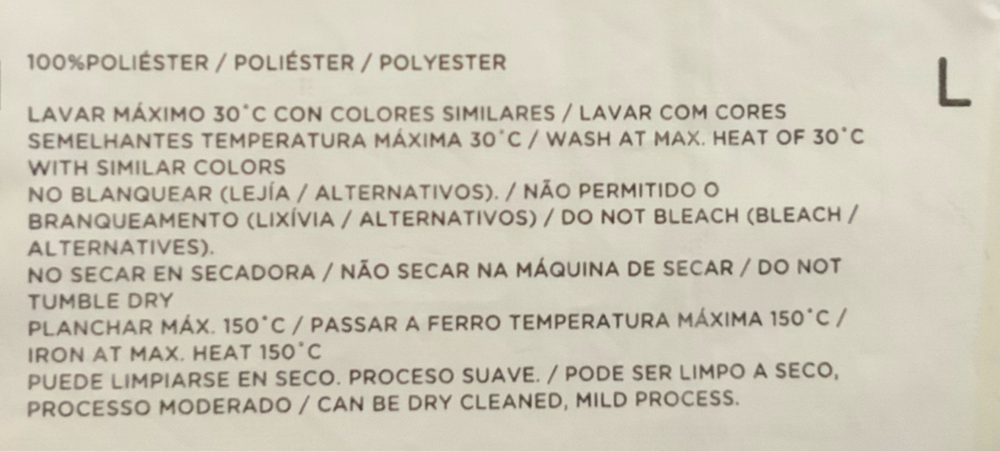 100%POLIÉSTER / POLIÉSTER / POLYESTER
L
LAVAR MÁXIMO 30°C CON COLORES SIMILARES / LAVAR COM CORES
SEMELHANTES TEMPERATURA MÁXIMA 30°C / WASH AT MAX. HEAT OF 30°C
WITH SIMILAR COLORS
NO BLANQUEAR (LEJÍA / ALTERNATIVOS). / NÃO PERMITIDO O
BRANQUEAMENTO (LIXÍVIA / ALTERNATIVOS) / DO NOT BLEACH (BLEACH /
ALTERNATIVES).
NO SECAR EN SECADORA / NÃO SECAR NA MÁQUINA DE SECAR / DO NOT
TUMBLE DRY
PLANCHAR MÁX. 150°C / PASSAR A FERRO TEMPERATURA MÁXIMA 150°C /
IRON AT MAX. HEAT 150°C
PUEDE LIMPIARSE EN SECO. PROCESO SUAVE. / PODE SER LIMPO A SECO,
PROCESSO MODERADO / CAN BE DRY CLEANED, MILD PROCESS.